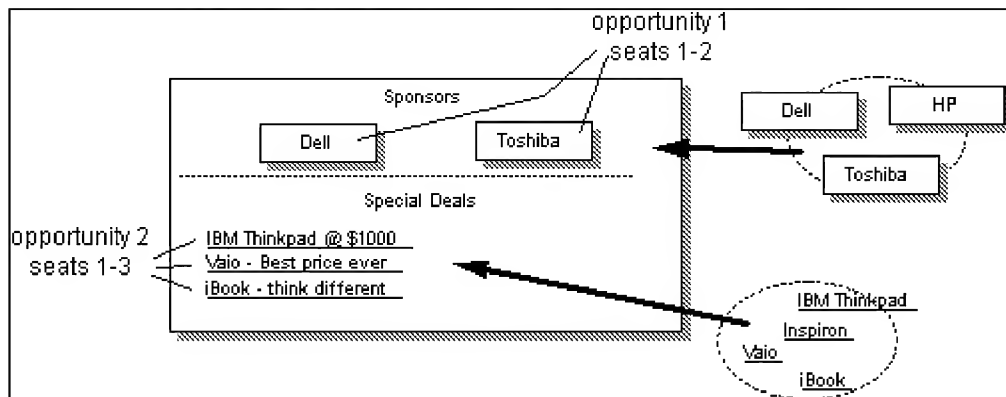 opportunity 1
seats 1-2
Sponsors
Dell
Toshiba
Dell
HP
Toshiba
Special Deals
opportunity 2
seats 1-3
IBM Thinkpad @ $1000
Vaio - Best price ever
iBook - think different
IBM Thinkpad
Inspiron
Vaio
iBook